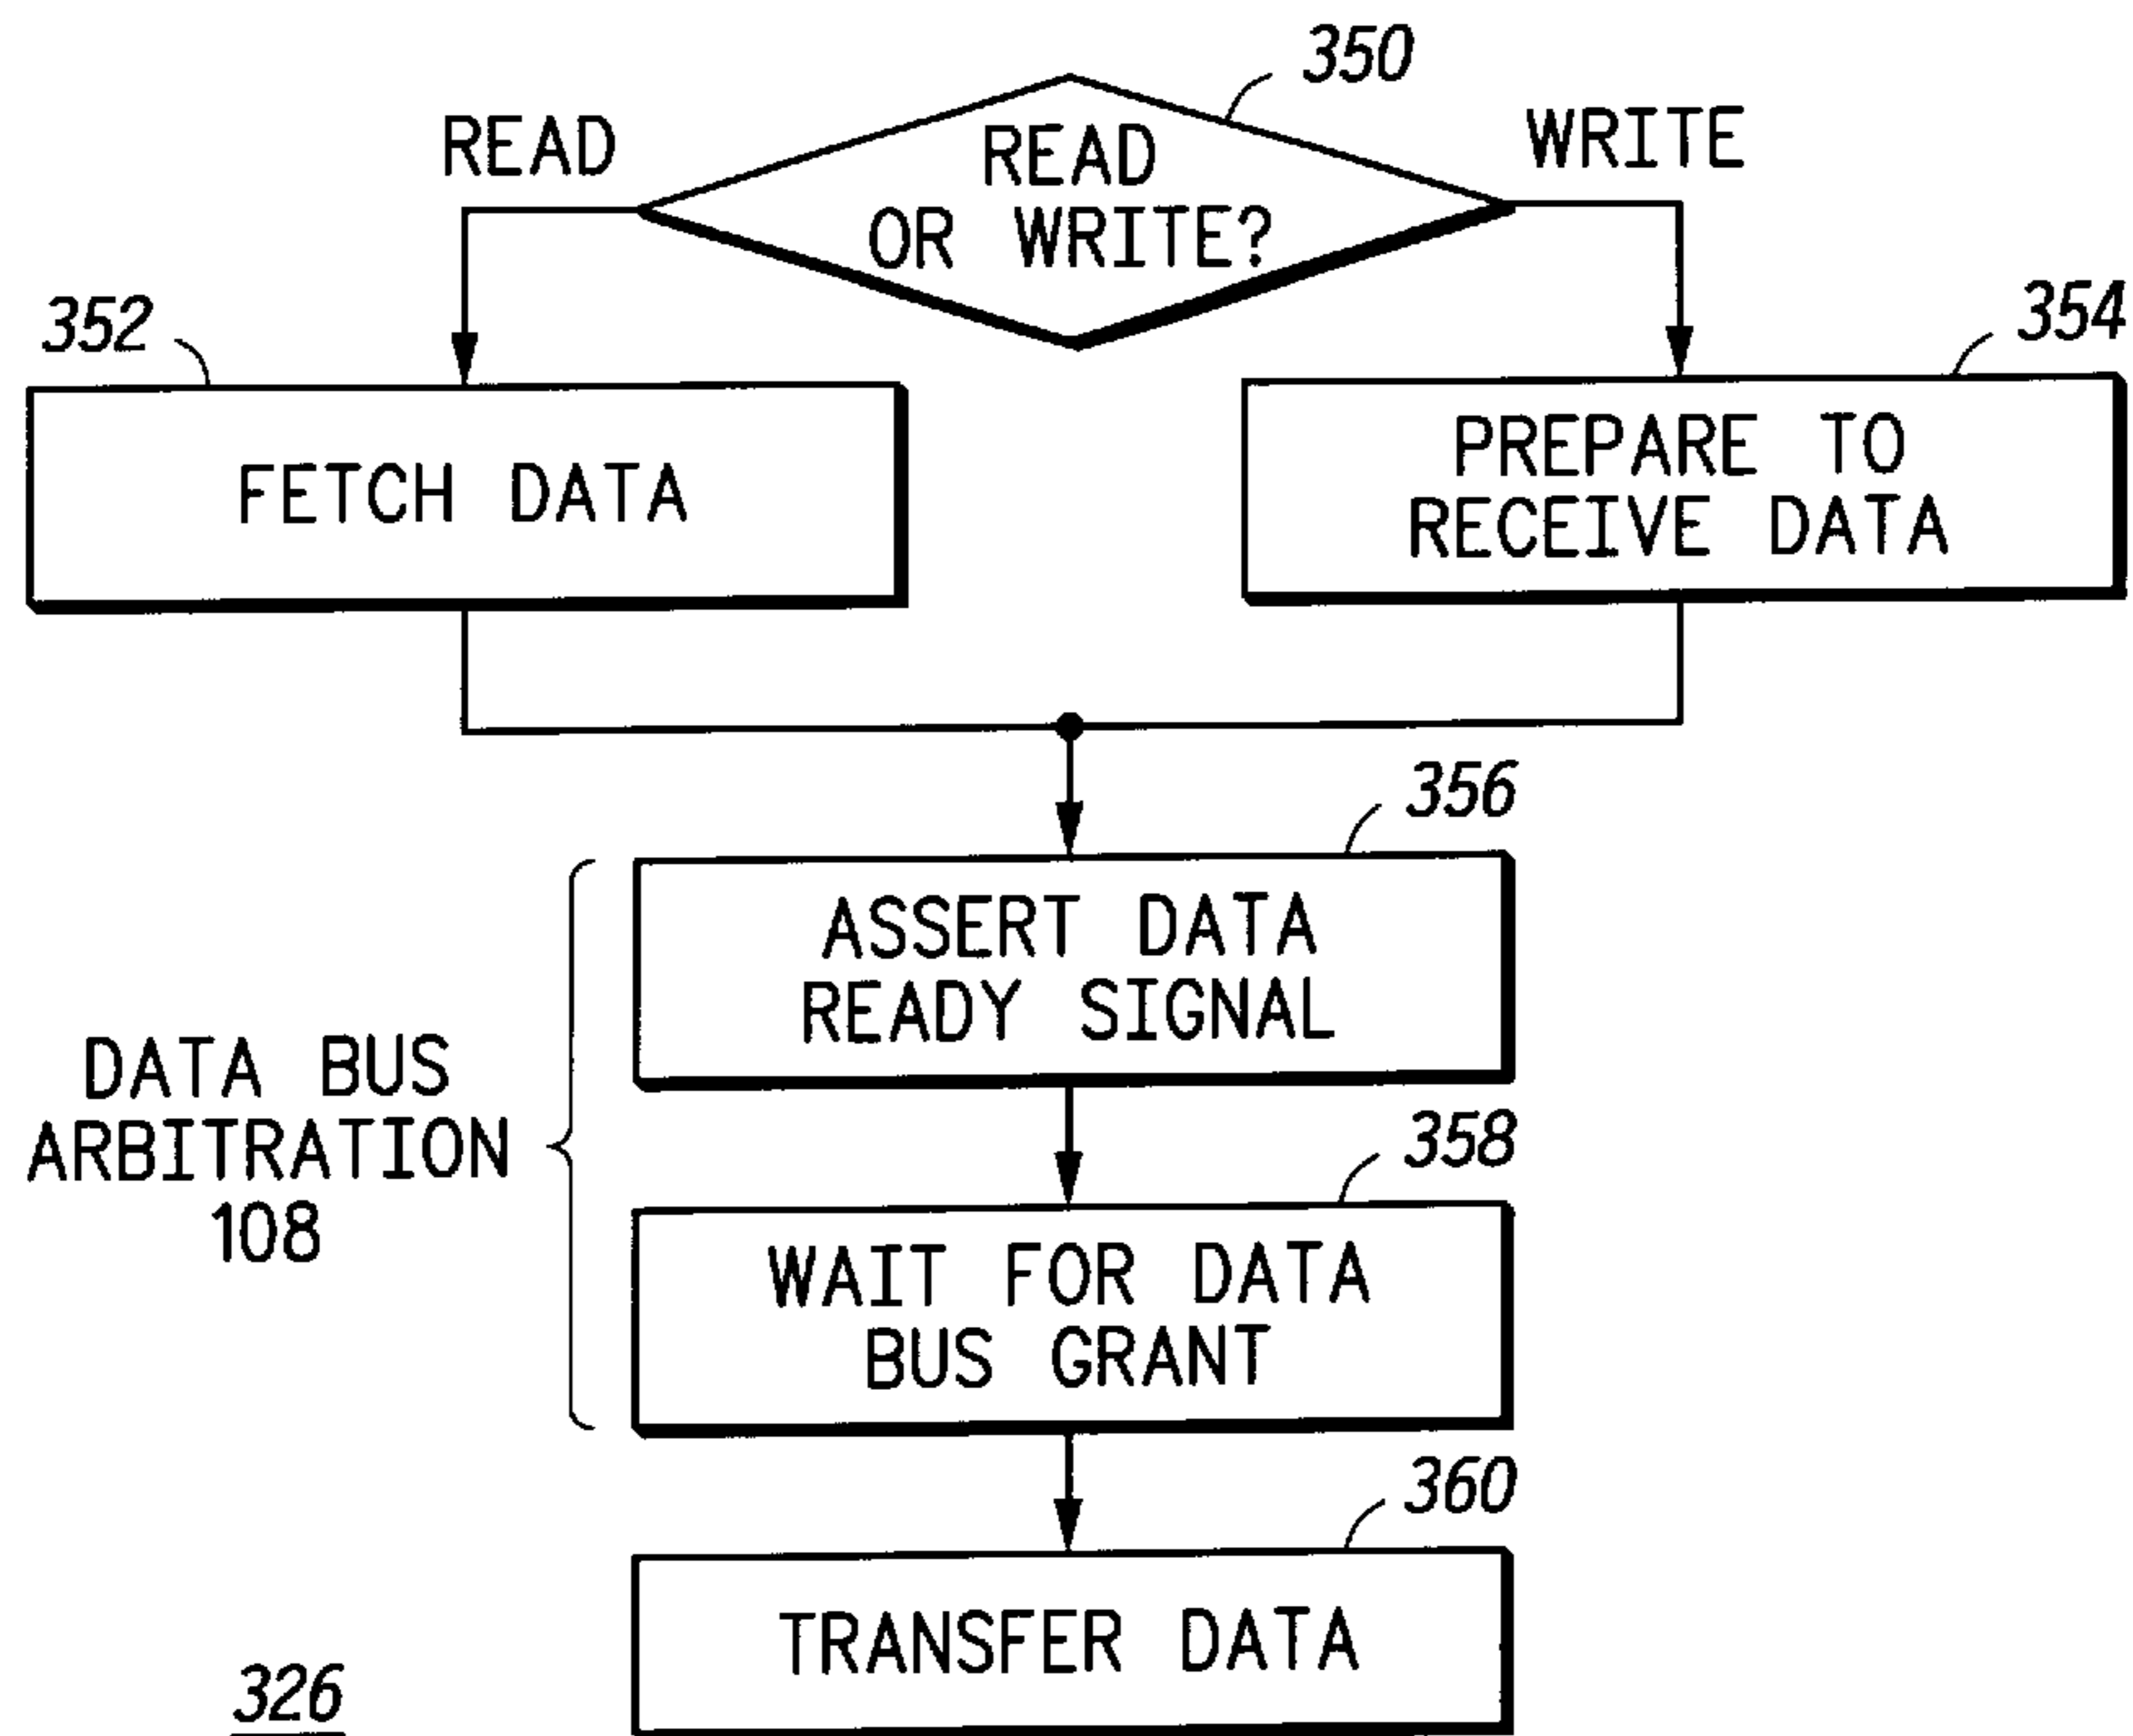 350
READ
READ
OR WRITE?
WRITE
352
354
FETCH DATA
PREPARE TO
RECEIVE DATA
356
ASSERT DATA
READY SIGNAL
DATA BUS
ARBITRATION
108
358
WAIT FOR DATA
BUS GRANT
360
TRANSFER DATA
326